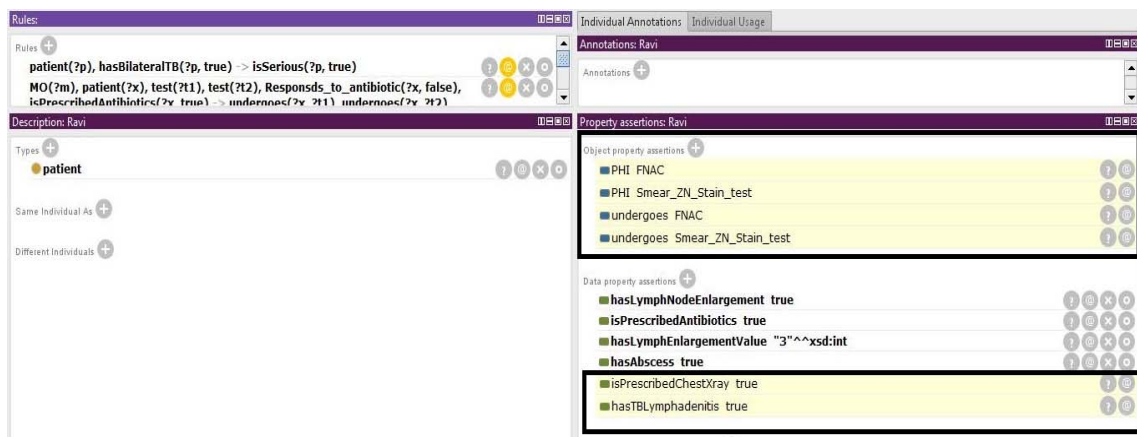 Rules:
Rules
patient(?p), hasBilateralTB(?p, true) -> isSerious(?p, true)
MO(?m), patient(?x), test(?t1), test(?t2), Responsds_to_antibiotic(?x, false),
isPrescribedAntibiotics(?x, true) -> undergoes(?x, ?t1), undergoes(?x, ?t2)
Description: Ravi
Types
patient
Same Individual As
Different Individuals
Individual Annotations Individual Usage
Annotations: Ravi
Annotations
Property assertions: Ravi
Object property assertions
PHI FNAC
PHI Smear_ZN_Stain_test
undergoes FNAC
undergoes Smear_ZN_Stain_test
Data property assertions
hasLymphNodeEnlargement true
isPrescribedAntibiotics true
hasLymphEnlargementValue "3"^^xsd:int
hasAbscess true
isPrescribedChestXray true
hasTBLymphadenitis true